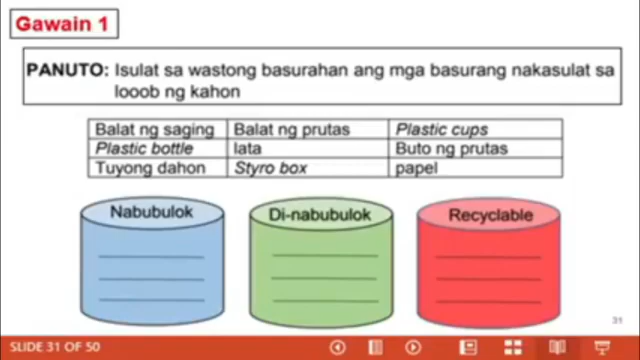 Gawain 1
PANUTO: Isulat sa wastong basurahan ang mga basurang nakasulat sa
looob ng kahon
Balat ng saging Balat ng prutas Plastic cups
Plastic bottle lata Buto ng prutas
Tuyong dahon Styro box papel
Nabubulok Di-nabubulok Recyclable
31
SLIDE 31 OF 50